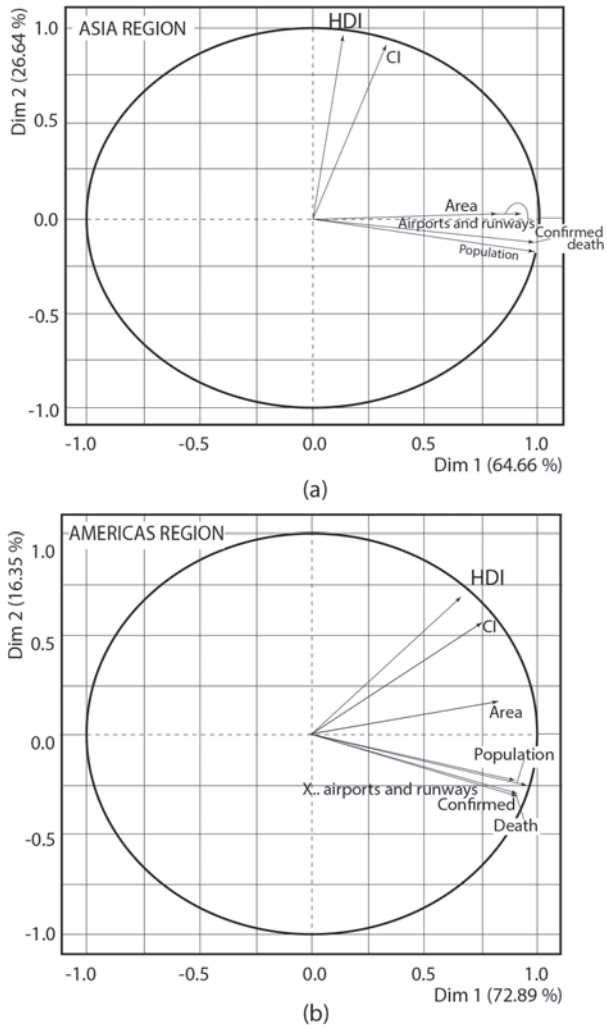 ASIA REGION
Dim 2 (26.64 %)
1.0
0.5
0.0
-0.5
-1.0
HDI
CI
Area
Airports and runways
Confirmed
death
Population
-1.0
-0.5
0.0
0.5
1.0
Dim 1 (64.66 %)
(a)
AMERICAS REGION
Dim 2 (16.35 %)
1.0
0.5
0.0
-0.5
-1.0
HDI
CI
Area
Population
X.. airports and runways
Confirmed
Death
-1.0
-0.5
0.0
0.5
1.0
Dim 1 (72.89 %)
(b)